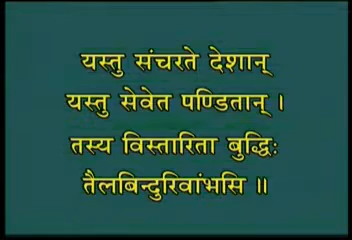 यस्तु संचरते देशान्
यस्तु सेवेत पण्डितान् ।
तस्य विस्तारिता बुद्धिः
तैलबिन्दुरिवांभसि ॥